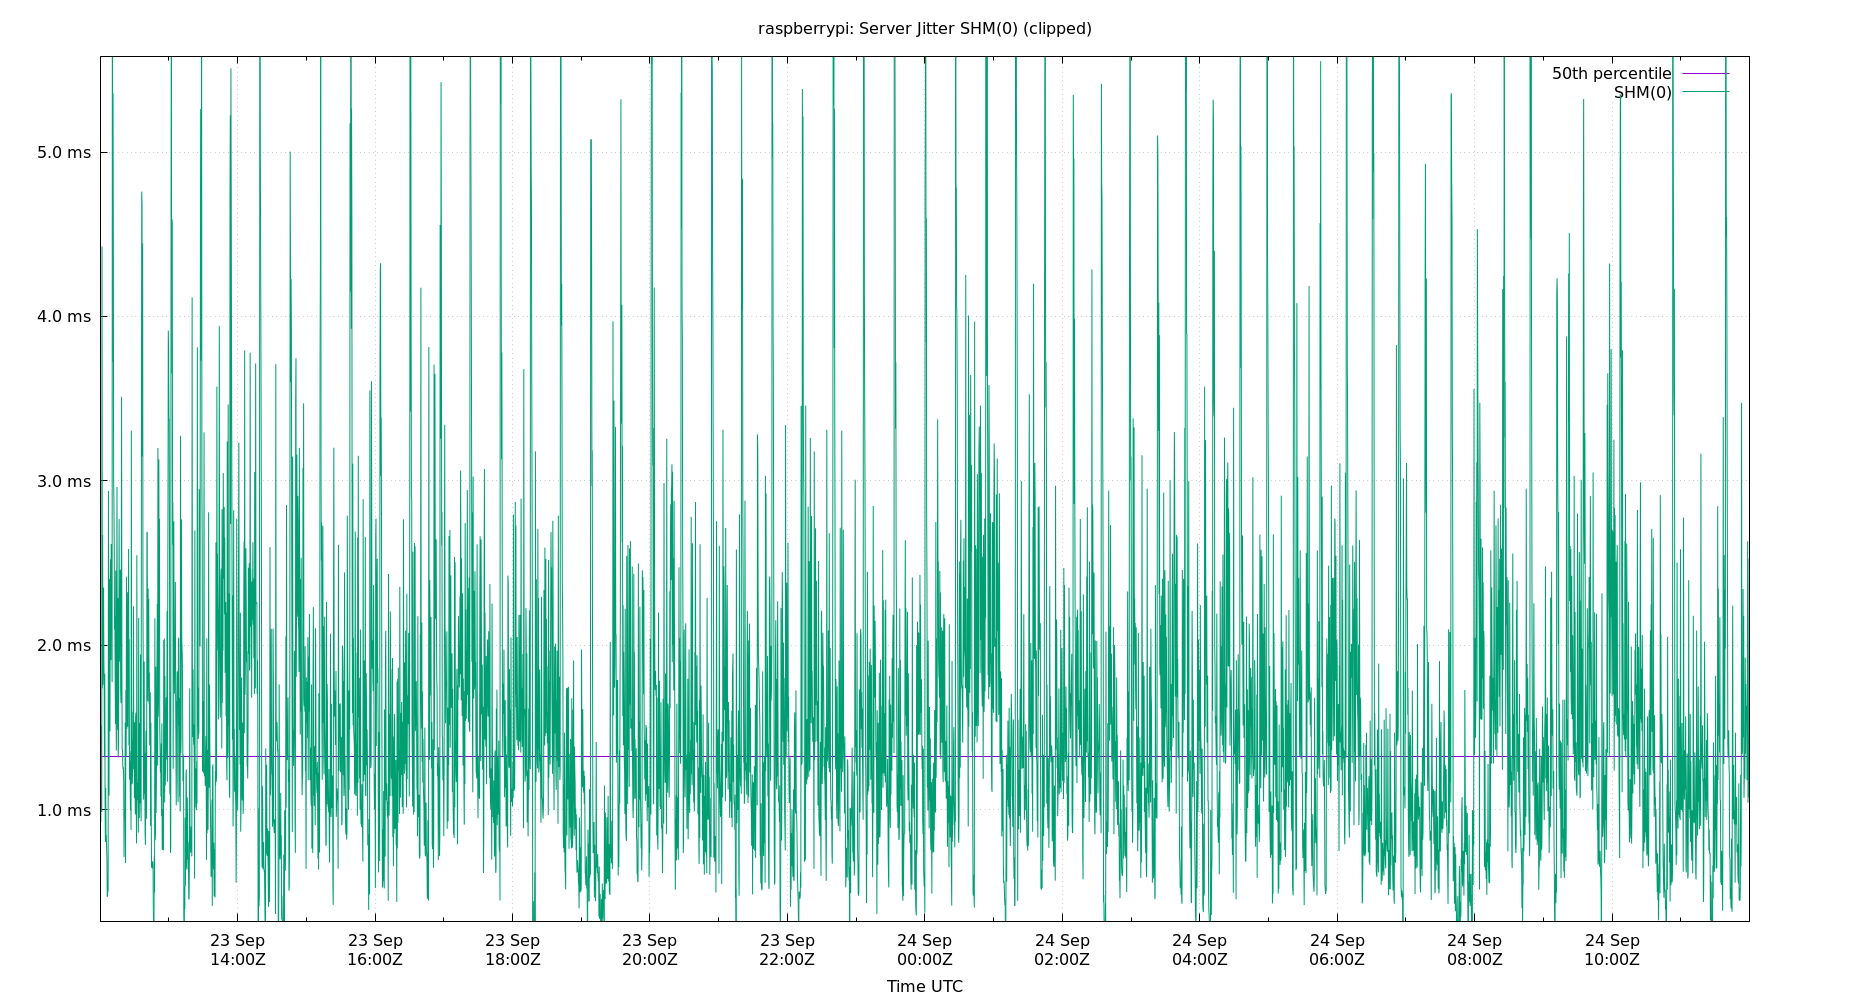 raspberrypi: Server Jitter SHM(0) (clipped)
50th percentile
SHM(0)
5.0 ms
4.0 ms
3.0 ms
2.0 ms
1.0 ms
23 Sep 23 Sep 23 Sep 23 Sep 23 Sep 24 Sep 24 Sep 24 Sep 24 Sep 24 Sep 24 Sep
14:00Z 16:00Z 18:00Z 20:00Z 22:00Z 00:00Z 02:00Z 04:00Z 06:00Z 08:00Z 10:00Z
Time UTC